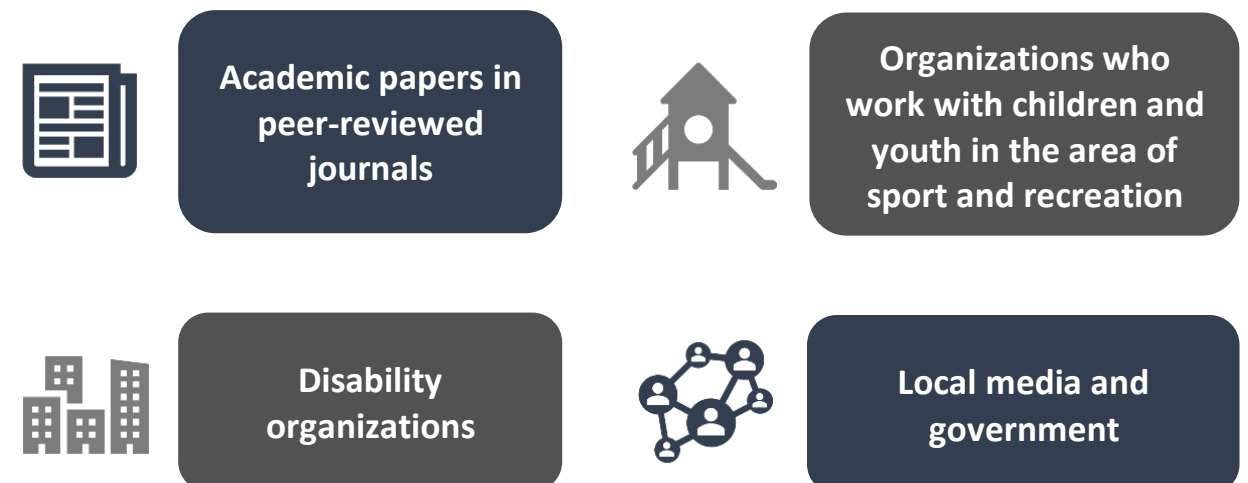 Academic papers in
peer-reviewed
journals
Organizations who
work with children and
youth in the area of
sport and recreation
Disability
organizations
Local media and
government